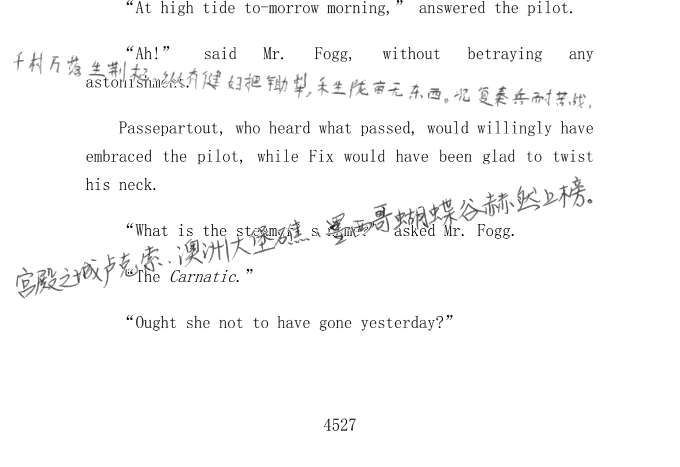 “At high tide to-morrow morning,” answered the pilot.
“Ah!” said Mr. Fogg, without betraying any
千村万落生荆杞。纵有健妇把锄犁，禾生陇亩无东西。况复秦兵耐苦战，
astonishment.
Passepartout, who heard what passed, would willingly have
embraced the pilot, while Fix would have been glad to twist
his neck.
“What is the steamer’s name?” asked Mr. Fogg.
宫殿之城卢克索、澳洲大堡礁、墨西哥蝴蝶谷赫然上榜。
“The Carnatic.”
“Ought she not to have gone yesterday?”
4527